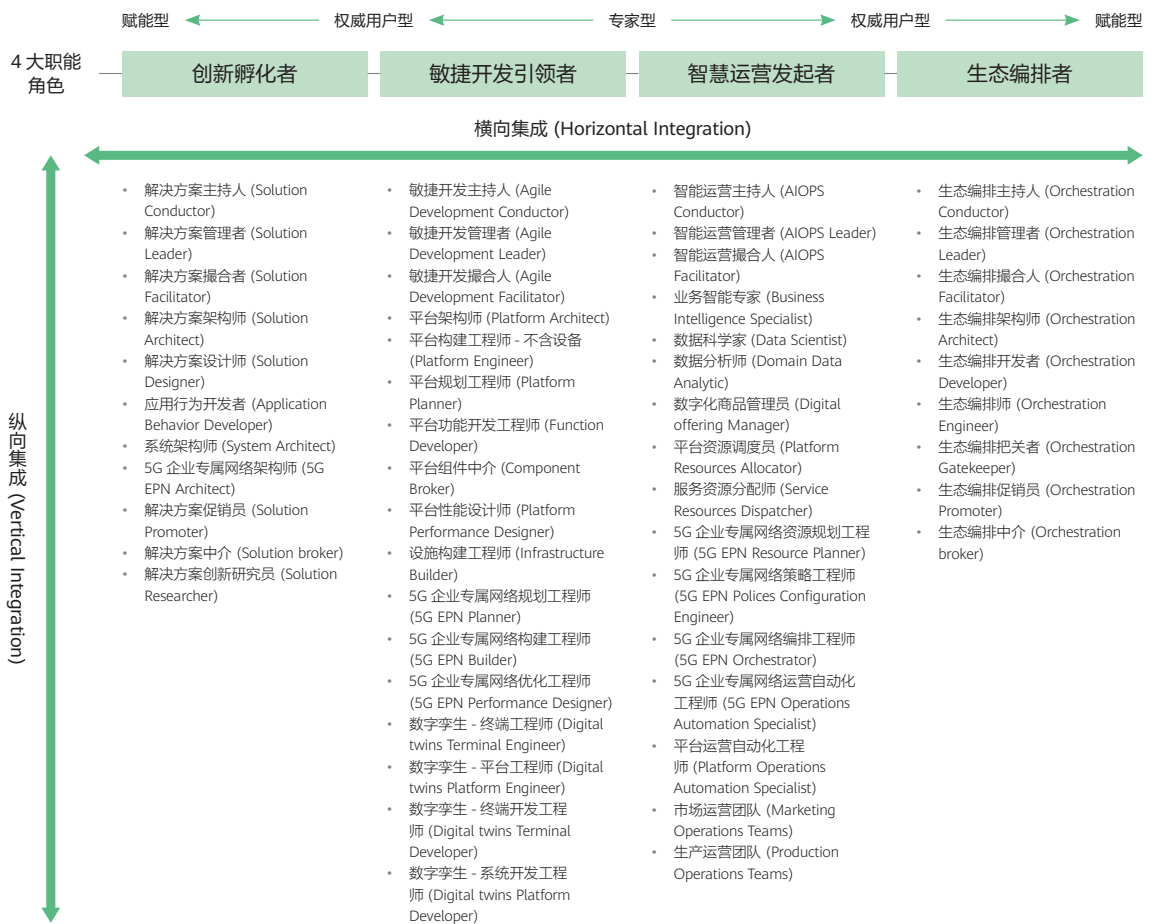 赋能型 权威用户型 专家型 权威用户型 赋能型
4 大职能
角色
创新孵化者 敏捷开发引领者 智慧运营发起者 生态编排者
横向集成 (Horizontal Integration)
纵向集成 (Vertical Integration)
• 解决方案主持人 (Solution
Conductor)
• 解决方案管理者 (Solution
Leader)
• 解决方案撮合者 (Solution
Facilitator)
• 解决方案架构师 (Solution
Architect)
• 解决方案设计师 (Solution
Designer)
• 应用行为开发者 (Application
Behavior Developer)
• 系统架构师 (System Architect)
• 5G 企业专属网络架构师 (5G
EPN Architect)
• 解决方案促销员 (Solution
Promoter)
• 解决方案中介 (Solution broker)
• 解决方案创新研究员 (Solution
Researcher)
• 敏捷开发主持人 (Agile
Development Conductor)
• 敏捷开发管理者 (Agile
Development Leader)
• 敏捷开发撮合人 (Agile
Development Facilitator)
• 平台架构师 (Platform Architect)
• 平台构建工程师 - 不含设备
(Platform Engineer)
• 平台规划工程师 (Platform
Planner)
• 平台功能开发工程师 (Function
Developer)
• 平台组件中介 (Component
Broker)
• 平台性能设计师 (Platform
Performance Designer)
• 设施构建工程师 (Infrastructure
Builder)
• 5G 企业专属网络规划工程师
(5G EPN Planner)
• 5G 企业专属网络构建工程师
(5G EPN Builder)
• 5G 企业专属网络优化工程师
(5G EPN Performance Designer)
• 数字孪生 - 终端工程师 (Digital
twins Terminal Engineer)
• 数字孪生 - 平台工程师 (Digital
twins Platform Engineer)
• 数字孪生 - 终端开发工程
师 (Digital twins Terminal
Developer)
• 数字孪生 - 系统开发工程
师 (Digital twins Platform
Developer)
• 智能运营主持人 (AIOPS
Conductor)
• 智能运营管理者 (AIOPS Leader)
• 智能运营撮合人 (AIOPS
Facilitator)
• 业务智能专家 (Business
Intelligence Specialist)
• 数据科学家 (Data Scientist)
• 数据分析师 (Domain Data
Analytic)
• 数字化商品管理员 (Digital
offering Manager)
• 平台资源调度员 (Platform
Resources Allocator)
• 服务资源分配师 (Service
Resources Dispatcher)
• 5G 企业专属网络资源规划工程
师 (5G EPN Resource Planner)
• 5G 企业专属网络策略工程师
(5G EPN Polices Configuration
Engineer)
• 5G 企业专属网络编排工程师
(5G EPN Orchestrator)
• 5G 企业专属网络运营自动化
工程师 (5G EPN Operations
Automation Specialist)
• 平台运营自动化工程
师 (Platform Operations
Automation Specialist)
• 市场运营团队 (Marketing
Operations Teams)
• 生产运营团队 (Production
Operations Teams)
• 生态编排主持人 (Orchestration
Conductor)
• 生态编排管理者 (Orchestration
Leader)
• 生态编排撮合人 (Orchestration
Facilitator)
• 生态编排架构师 (Orchestration
Architect)
• 生态编排开发者 (Orchestration
Developer)
• 生态编排师 (Orchestration
Engineer)
• 生态编排把关者 (Orchestration
Gatekeeper)
• 生态编排促销员 (Orchestration
Promoter)
• 生态编排中介 (Orchestration
broker)